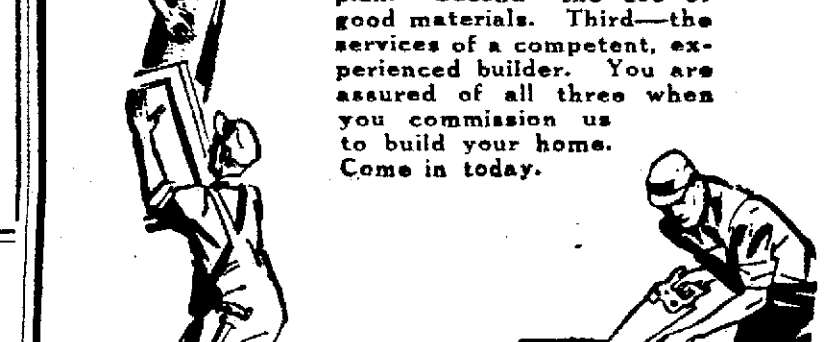 good materials. Third—the
services of a competent, ex-
perienced builder. You are
assured of all three when
you commission us
to build your home.
Come in today.